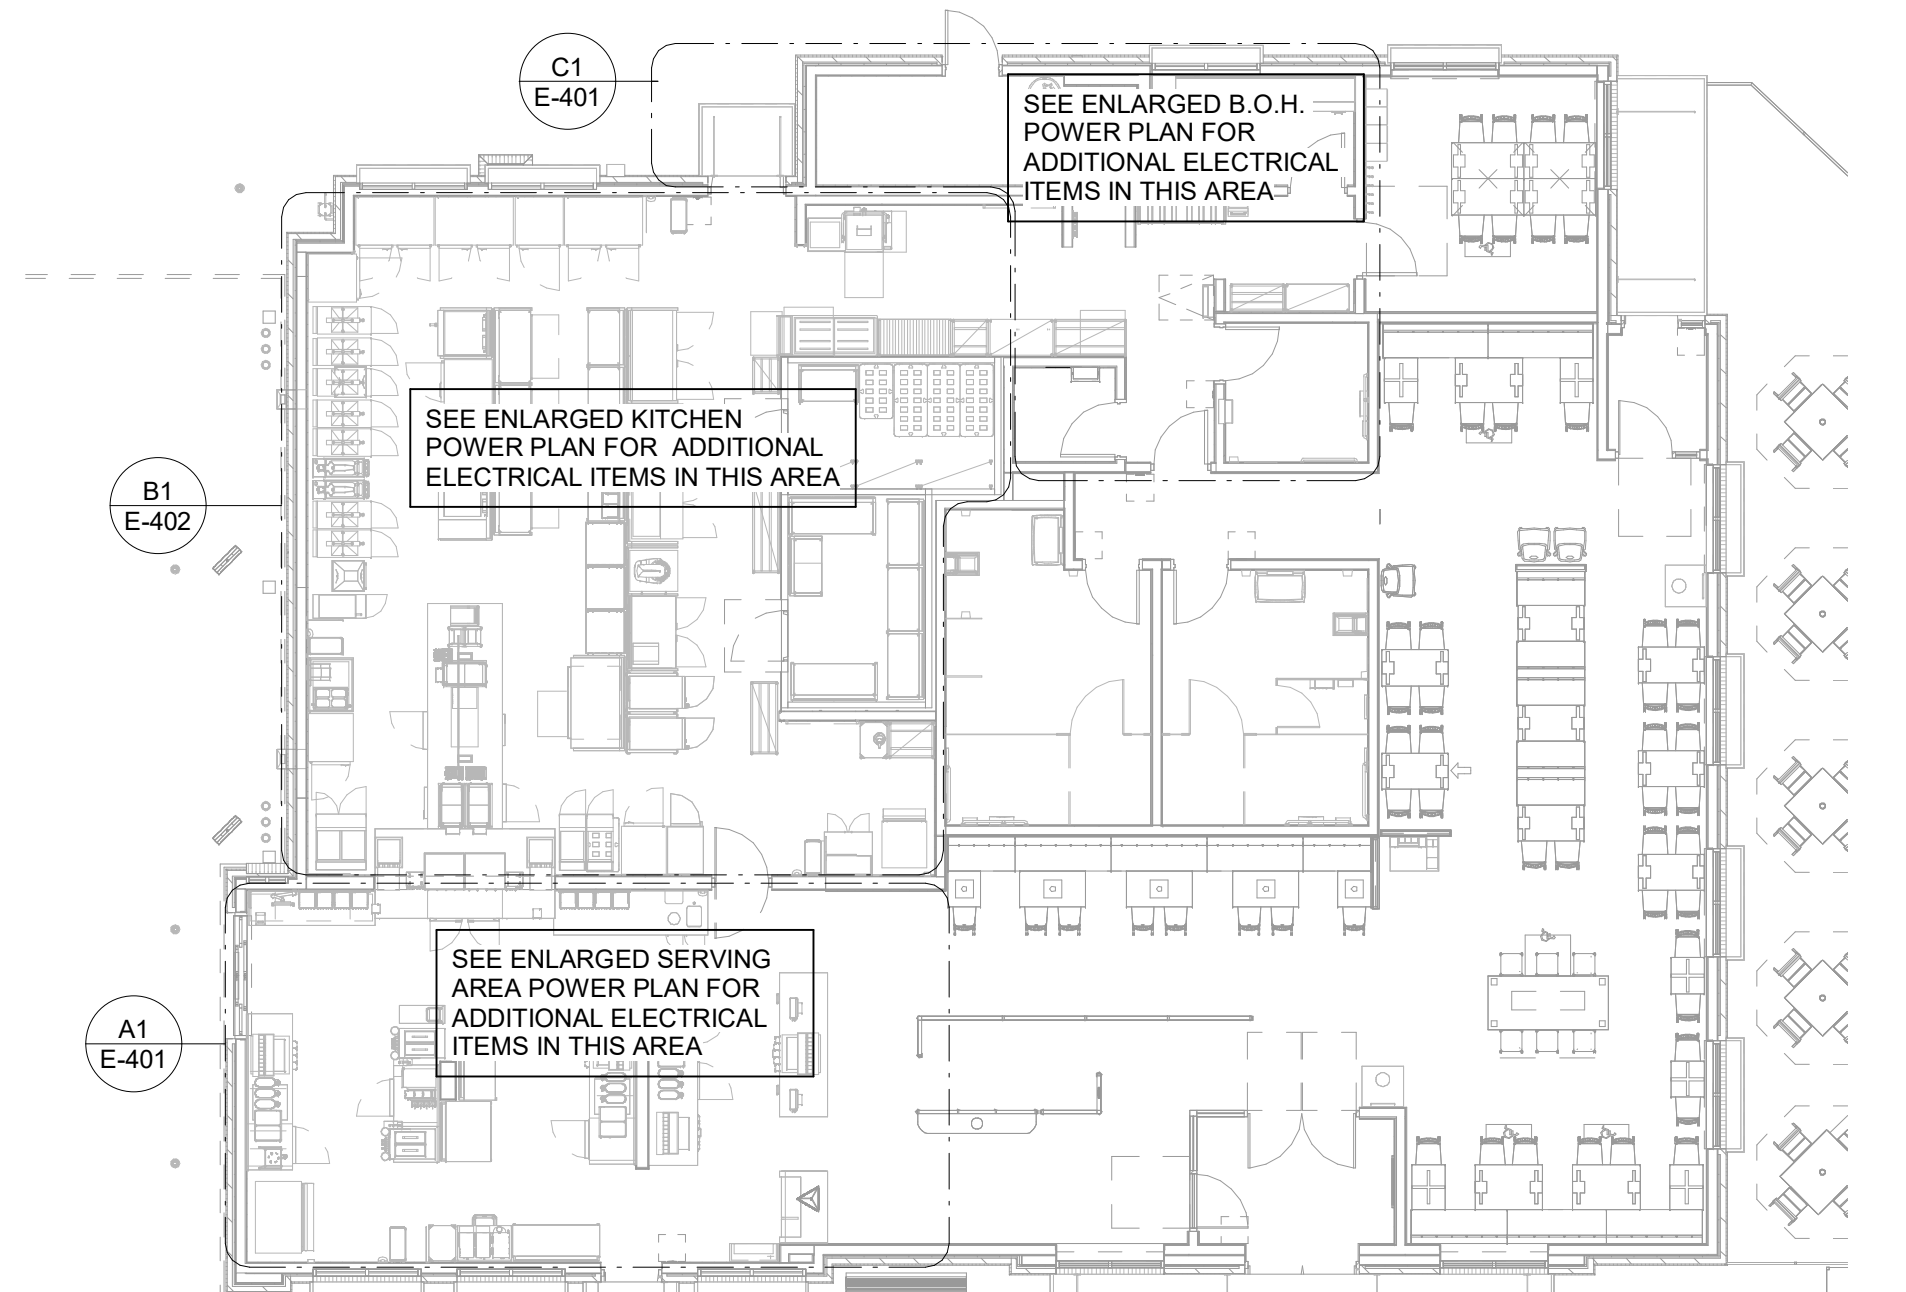 C1
E-401
SEE ENLARGED B.O.H.
POWER PLAN FOR
ADDITIONAL ELECTRICAL
ITEMS IN THIS AREA
SEE ENLARGED KITCHEN
POWER PLAN FOR  ADDITIONAL
ELECTRICAL ITEMS IN THIS AREA
B1
E-402
SEE ENLARGED SERVING
AREA POWER PLAN FOR
ADDITIONAL ELECTRICAL
ITEMS IN THIS AREA
A1
E-401